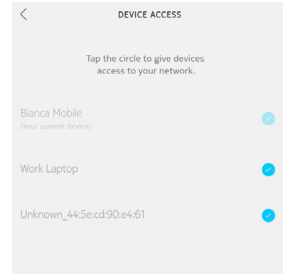 DEVICE ACCESS
Tap the circle to give devices
access to your network.
Bianca Mobile
(Your current device)
Work Laptop
Unknown_44:5e:cd:90:e4:61